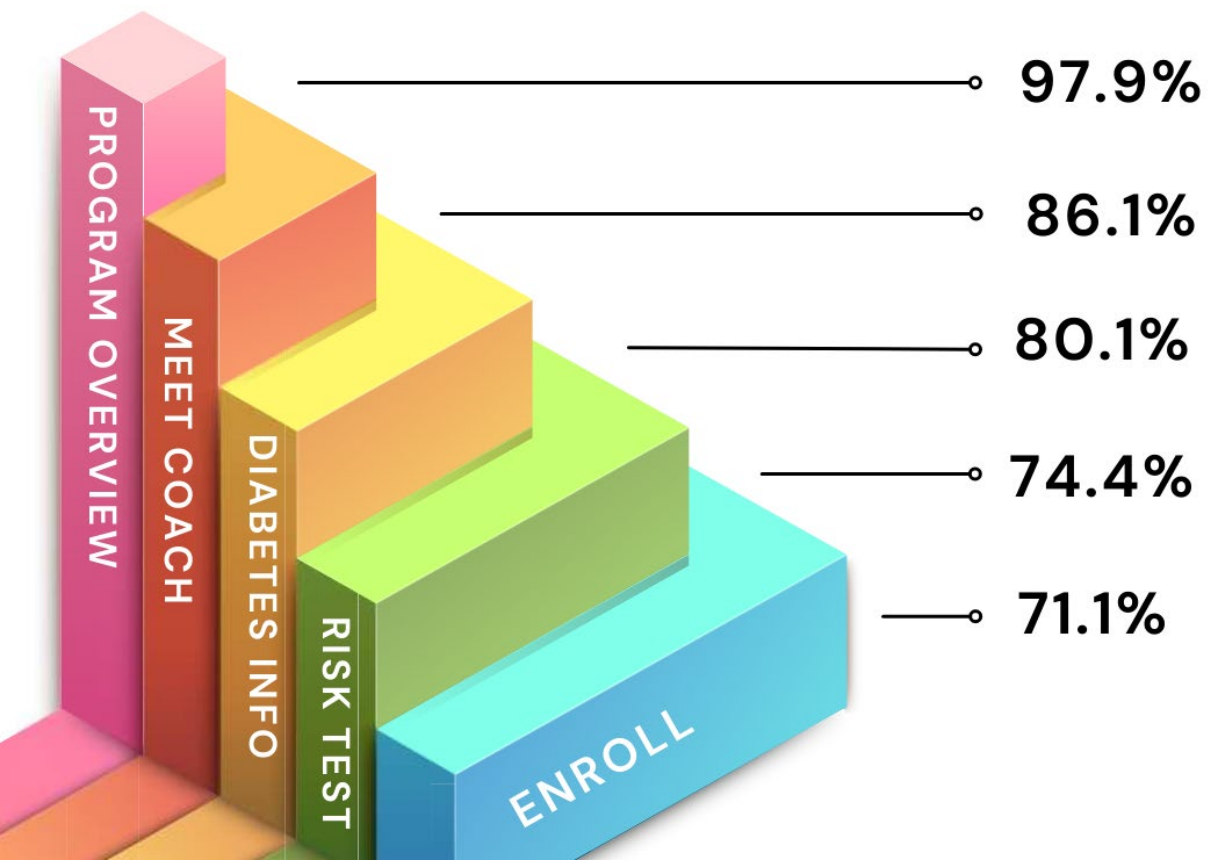 PROGRAM OVERVIEW
97.9%
MEET COACH
86.1%
DIABETES INFO
80.1%
RISK TEST
74.4%
ENROLL
71.1%